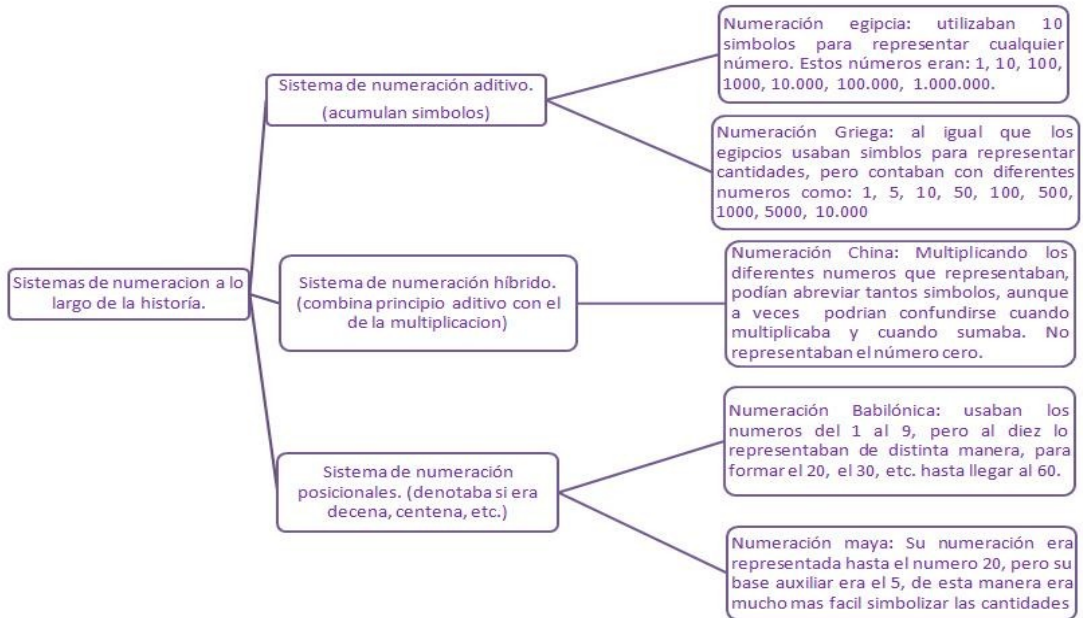 Sistemas de numeracion a lo
largo de la historía.
Sistema de numeración aditivo.
(acumulan simbolos)
Numeración egipcia: utilizaban 10
simbolos para representar cualquier
número. Estos números eran: 1, 10, 100,
1000, 10.000, 100.000, 1.000.000.
Numeración Griega: al igual que los
egipcios usaban simblos para representar
cantidades, pero contaban con diferentes
numeros como: 1, 5, 10, 50, 100, 500,
1000, 5000, 10.000
Sistema de numeración híbrido.
(combina principio aditivo con el
de la multiplicacion)
Numeración China: Multiplicando los
diferentes numeros que representaban,
podían abreviar tantos simbolos, aunque
a veces podrian confundirse cuando
multiplicaba y cuando sumaba. No
representaban el número cero.
Sistema de numeración
posicionales. (denotaba si era
decena, centena, etc.)
Numeración Babilónica: usaban los
numeros del 1 al 9, pero al diez lo
representaban de distinta manera, para
formar el 20, el 30, etc. hasta llegar al 60.
Numeración maya: Su numeración era
representada hasta el numero 20, pero su
base auxiliar era el 5, de esta manera era
mucho mas facil simbolizar las cantidades